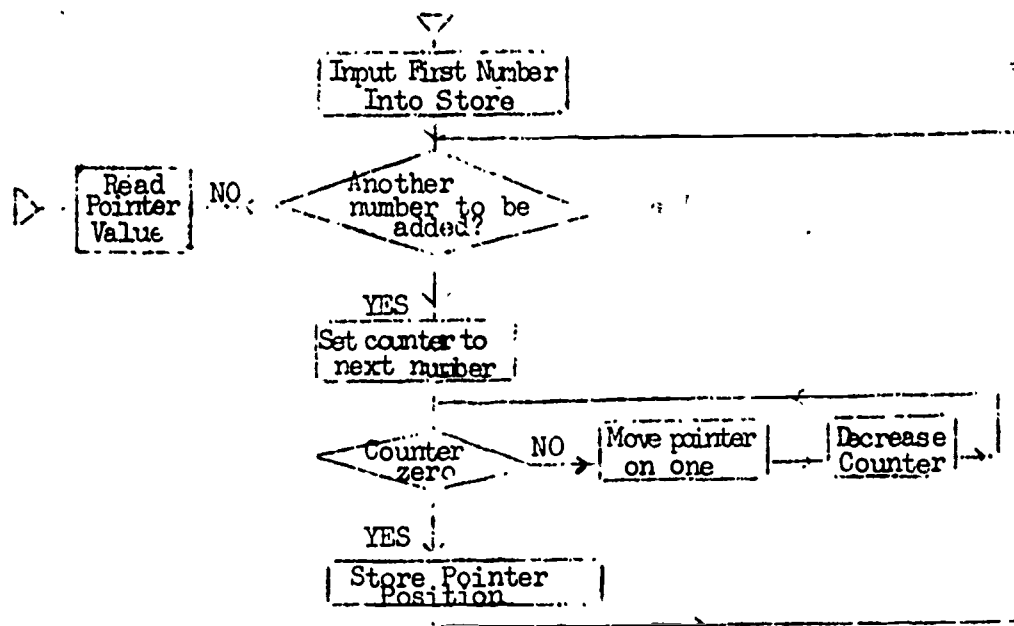 Input First Number
Into Store
Another
number to be
added?
NO
Read
Pointer
Value
YES
Set counter to
next number
Counter
zero
NO
Move pointer
on one
Decrease
Counter
YES
Store Pointer
Position